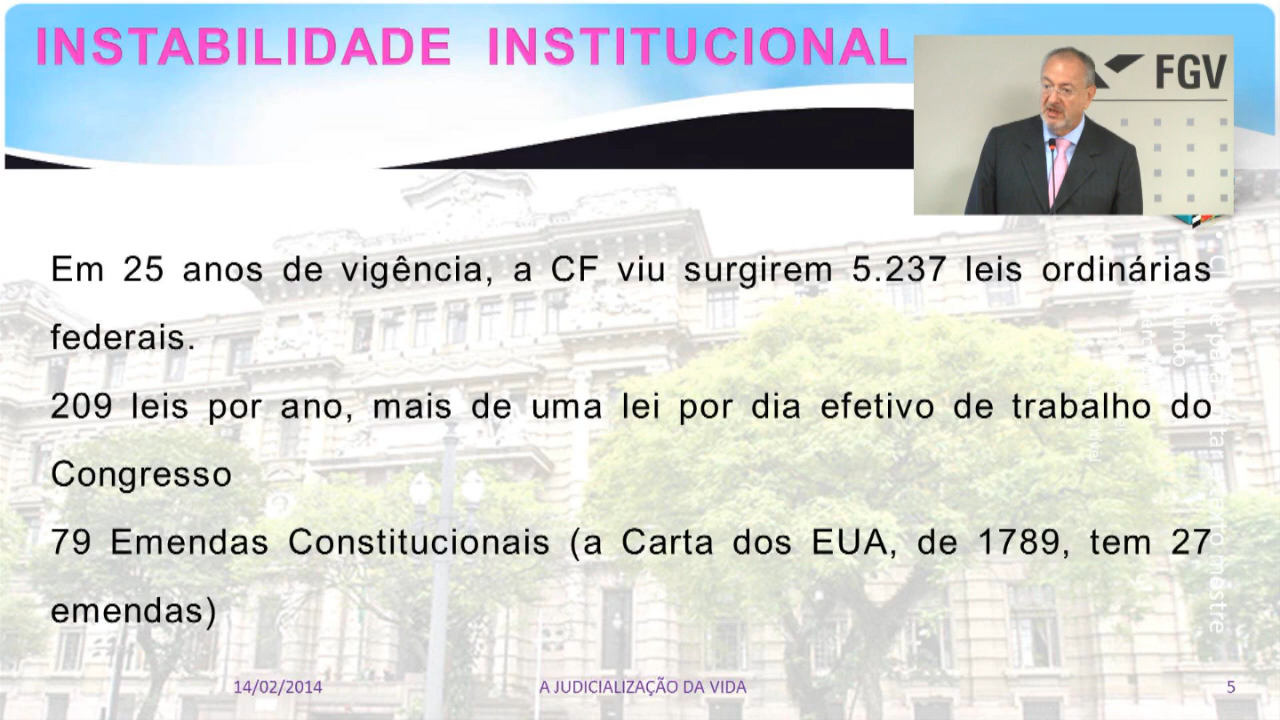 INSTABILIDADE INSTITUCIONAL
FGV
Em 25 anos de vigência, a CF viu surgirem 5.237 leis ordinárias
federais.
209 leis por ano, mais de uma lei por dia efetivo de trabalho do
Congresso
79 Emendas Constitucionais (a Carta dos EUA, de 1789, tem 27
emendas)
14/02/2014
A JUDICIALIZAÇÃO DA VIDA
5